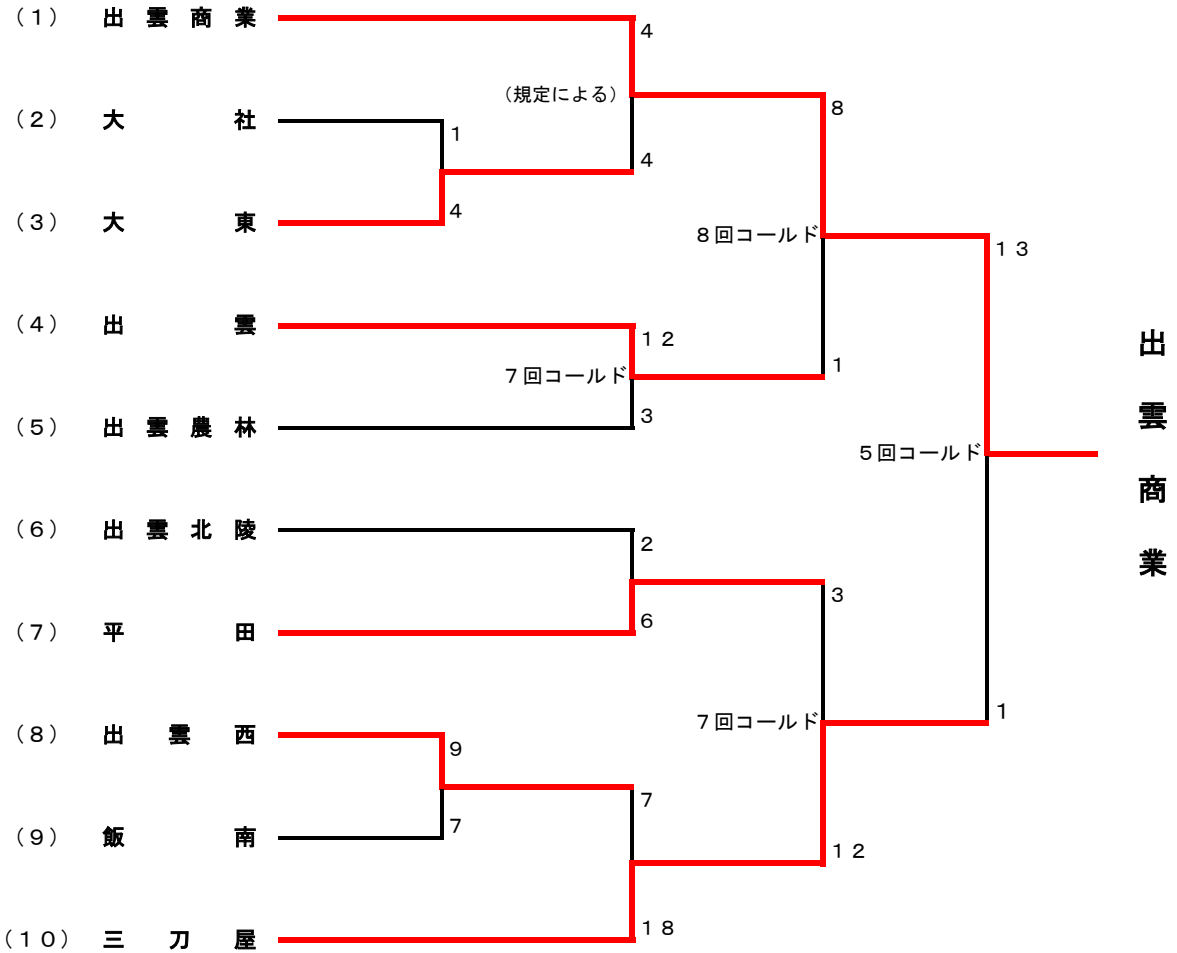 （１） 出雲商業
4
（規定による）
8
（２） 大社
1
4
（３） 大東
4
8回コールド
13
（４） 出雲
12
7回コールド
1
出雲商業
（５） 出雲農林
3
5回コールド
（６） 出雲北陵
2
3
（７） 平田
6
（８） 出雲西
9
7回コールド
1
7
（９） 飯南
7
12
（１０） 三刀屋
18